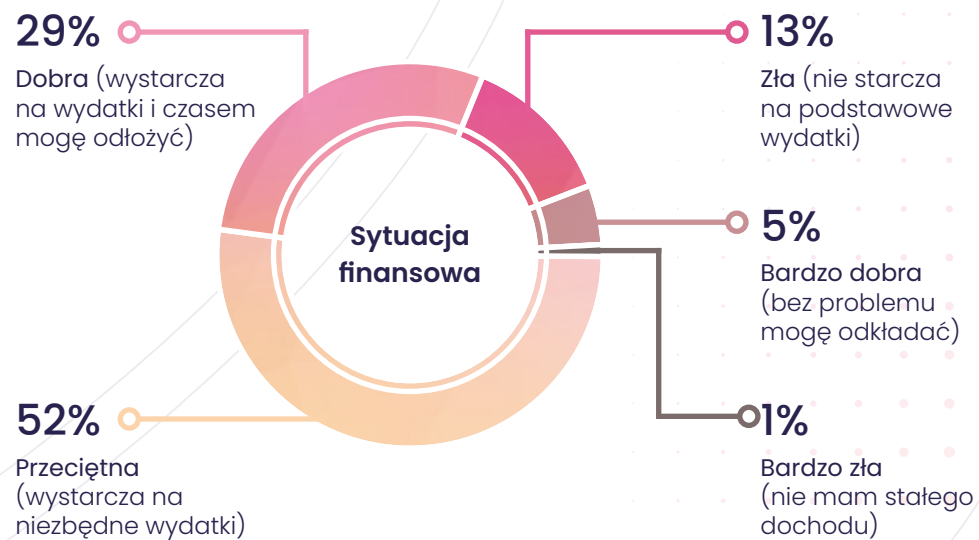 29%
Dobra (wystarcza
na wydatki i czasem
mogę odłożyć)
13%
Zła (nie starcza
na podstawowe
wydatki)
Sytuacja
finansowa
5%
Bardzo dobra
(bez problemu
mogę odkładać)
52%
Przeciętna
(wystarcza na
niezbędne wydatki)
1%
Bardzo zła
(nie mam stałego
dochodu)